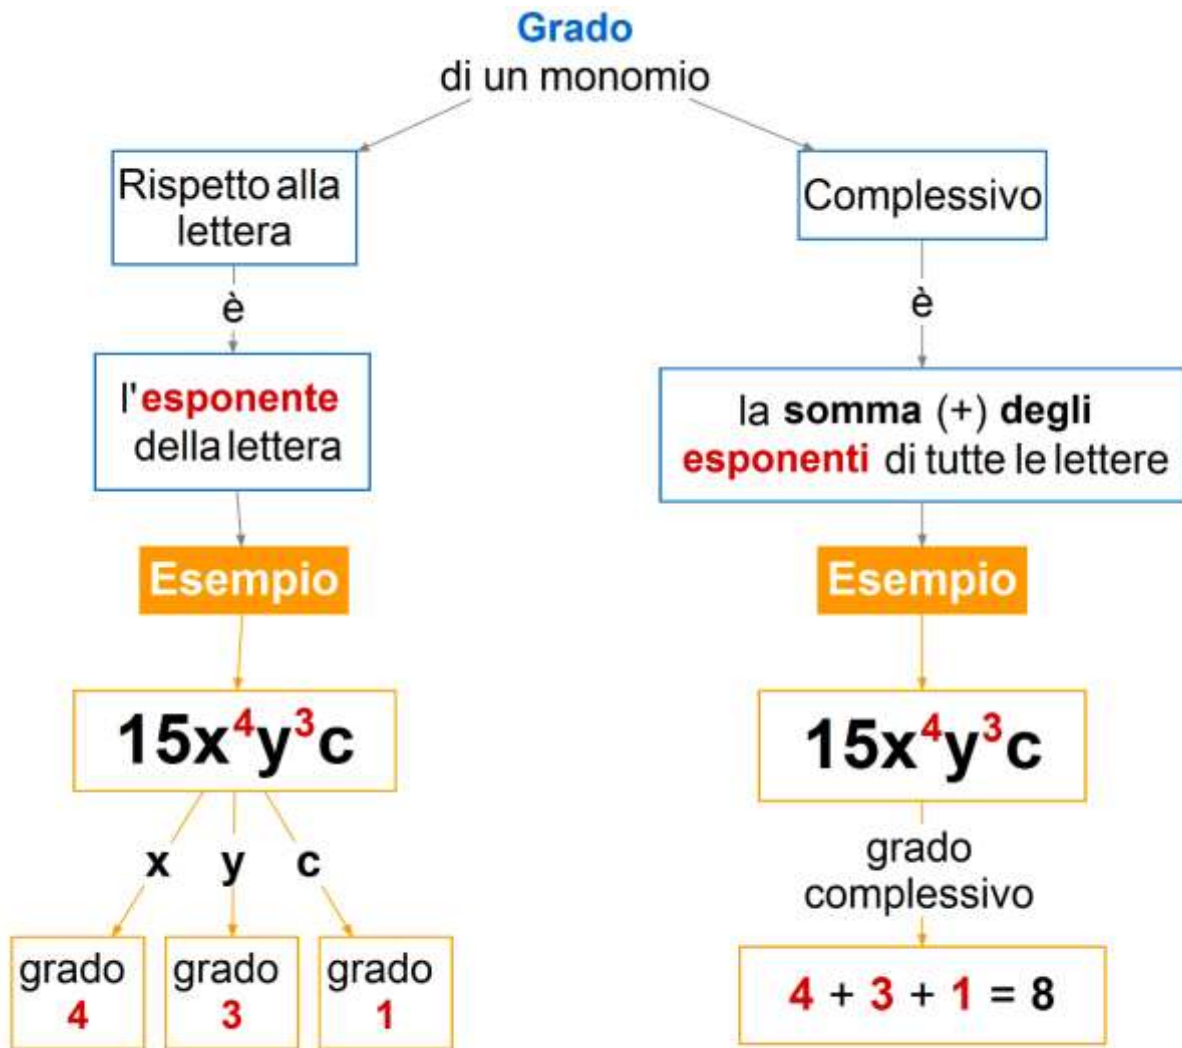 Grado
di un monomio
Rispetto alla
lettera
è
l'esponente
della lettera
Esempio
15x⁴y³c
x y c
grado
4
grado
3
grado
1
Complessivo
è
la somma (+) degli
esponenti di tutte le lettere
Esempio
15x⁴y³c
grado
complessivo
4 + 3 + 1 = 8